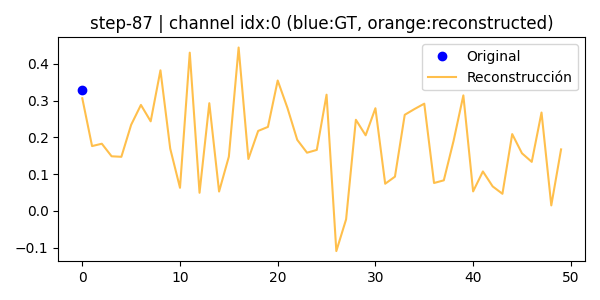 step-87 | channel idx:0 (blue:GT, orange:reconstructed)
Original
Reconstrucción
0.4
0.3
0.2
0.1
0.0
−0.1
0 10 20 30 40 50